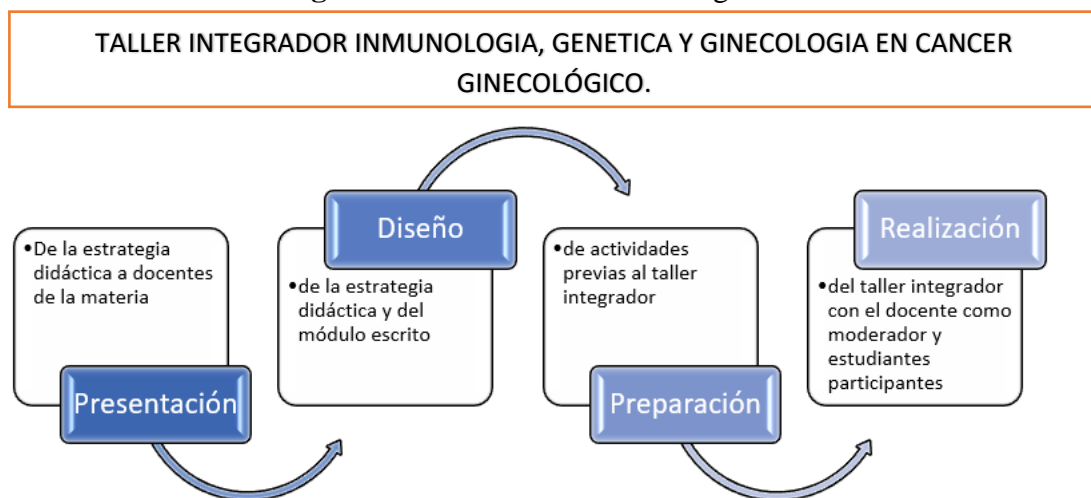 TALLER INTEGRADOR INMUNOLOGIA, GENETICA Y GINECOLOGIA EN CANCER
GINECOLÓGICO.
•De la estrategia
didáctica a docentes
de la materia
Presentación
Diseño
•de la estrategia
didáctica y del
módulo escrito
•de actividades
previas al taller
integrador
Preparación
Realización
•del taller integrador
con el docente como
moderador y
estudiantes
participantes